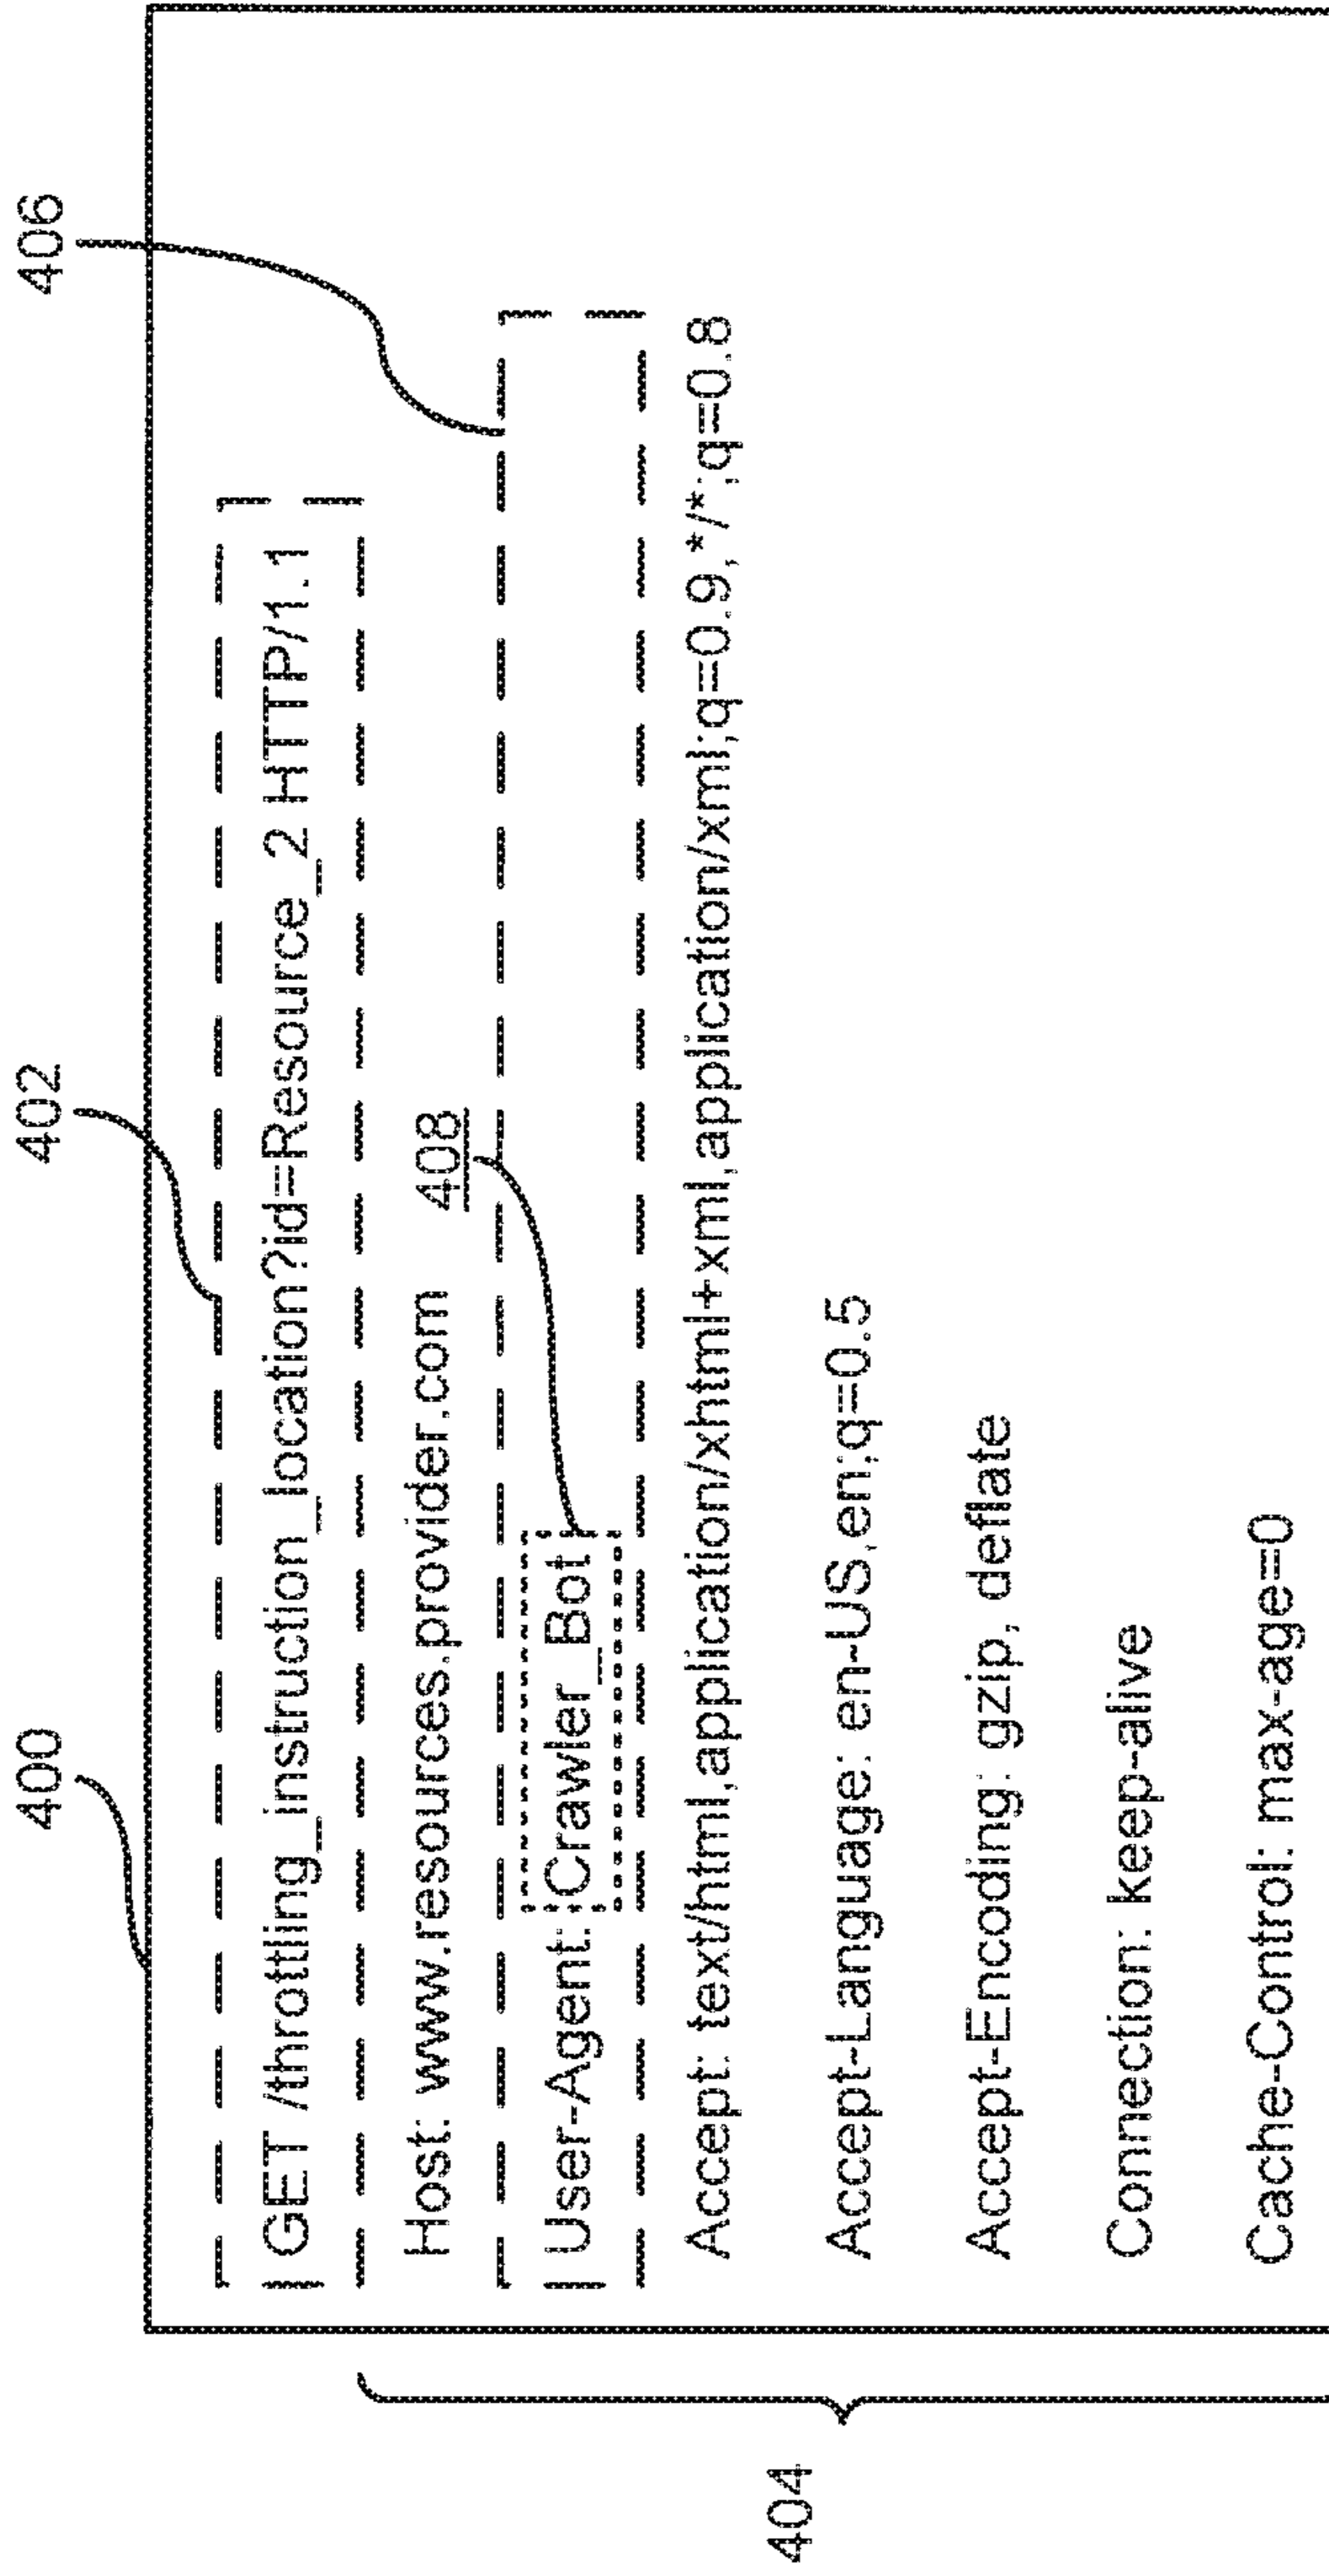 400
402
406
GET /throttling_instruction_location?id=Resource_2 HTTP/1.1
Host: www.resources.provider.com
408
User-Agent: Crawler_Bot
Accept: text/html,application/xhtml+xml,application/xml;q=0.9,*/*;q=0.8
Accept-Language: en-US,en;q=0.5
Accept-Encoding: gzip, deflate
Connection: keep-alive
Cache-Control: max-age=0
404